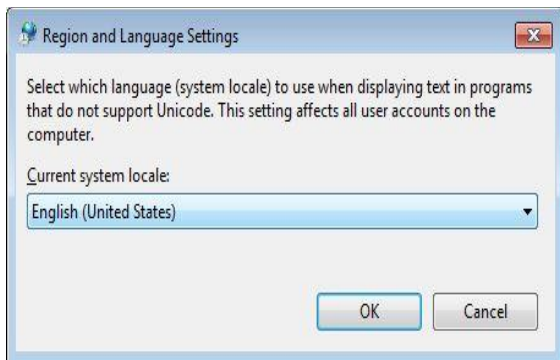 Region and Language Settings
Select which language (system locale) to use when displaying text in programs
that do not support Unicode. This setting affects all user accounts on the
computer.
Current system locale:
English (United States)
OK
Cancel